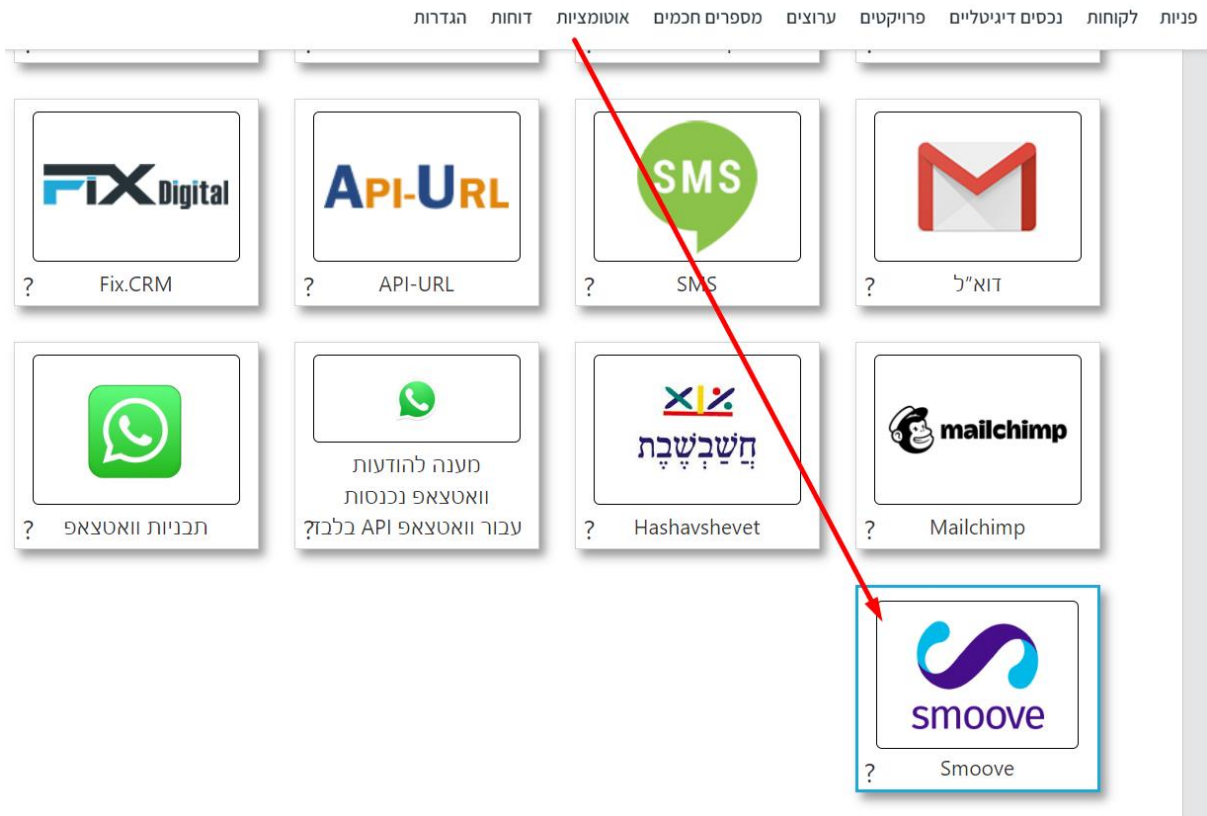 פניות לקוחות נכסים דיגיטליים פרויקטים ערוצים מספרים חכמים אוטומציות דוחות הגדרות
? ? ? ?
דוא"ל ?
SMS
SMS ?
API-URL
API-URL ?
FiX Digital
Fix.CRM ?
mailchimp
Mailchimp ?
חֲשַׁבְשֶׁבֶת
Hashavshevet ?
מענה להודעות
וואטצאפ נכנסות
עבור וואטצאפ API בלבד?
תבניות וואטצאפ ?
smoove
Smoove ?